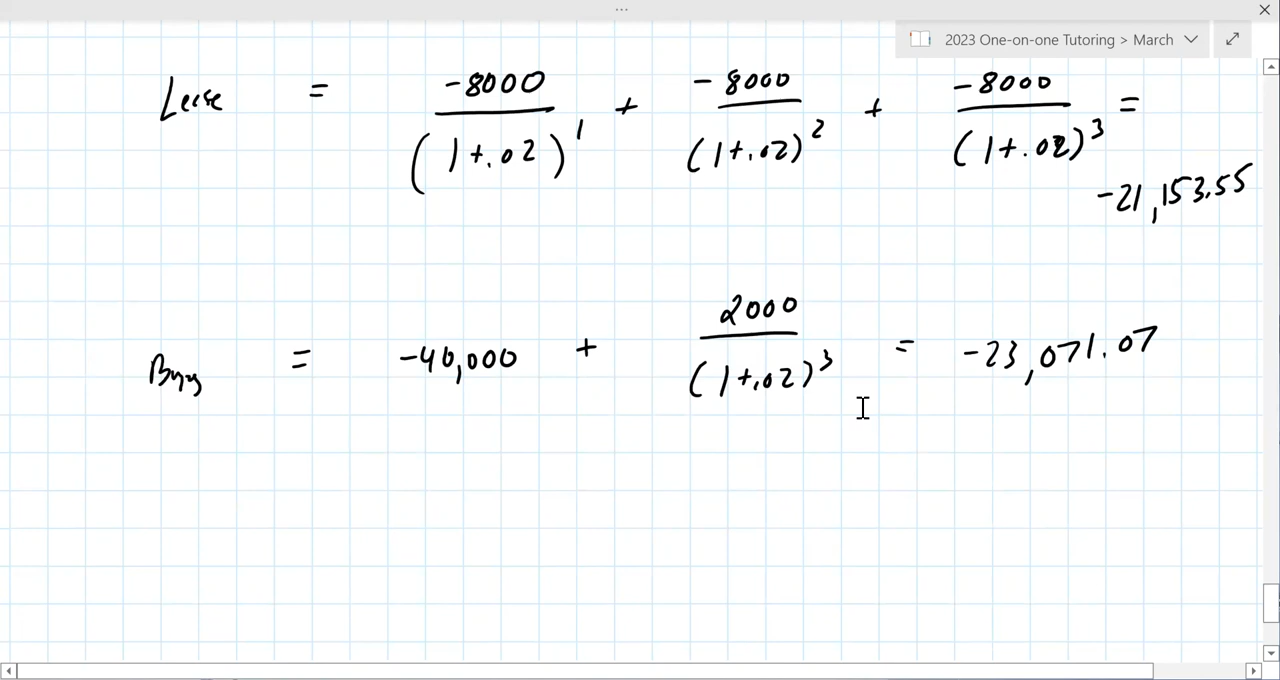 2023 One-on-one Tutoring > March
-8000 -8000 -8000
Lease = + + =
(1+.02)^1 (1+.02)^2 (1+.02)^3
-21,153.55
2000
Buy = -40,000 + = -23,071.07
(1+.02)^3